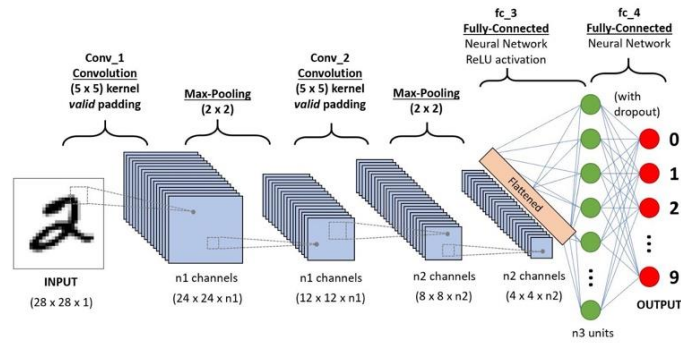 fc_3
Fully-Connected
Neural Network
ReLU activation
fc_4
Fully-Connected
Neural Network
Conv_1
Convolution
(5 x 5) kernel
valid padding
Max-Pooling
(2 x 2)
Conv_2
Convolution
(5 x 5) kernel
valid padding
Max-Pooling
(2 x 2)
(with
dropout)
Flattened
0
1
2
9
2
INPUT
(28 x 28 x 1)
n1 channels
(24 x 24 x n1)
n1 channels
(12 x 12 x n1)
n2 channels
(8 x 8 x n2)
n2 channels
(4 x 4 x n2)
OUTPUT
n3 units